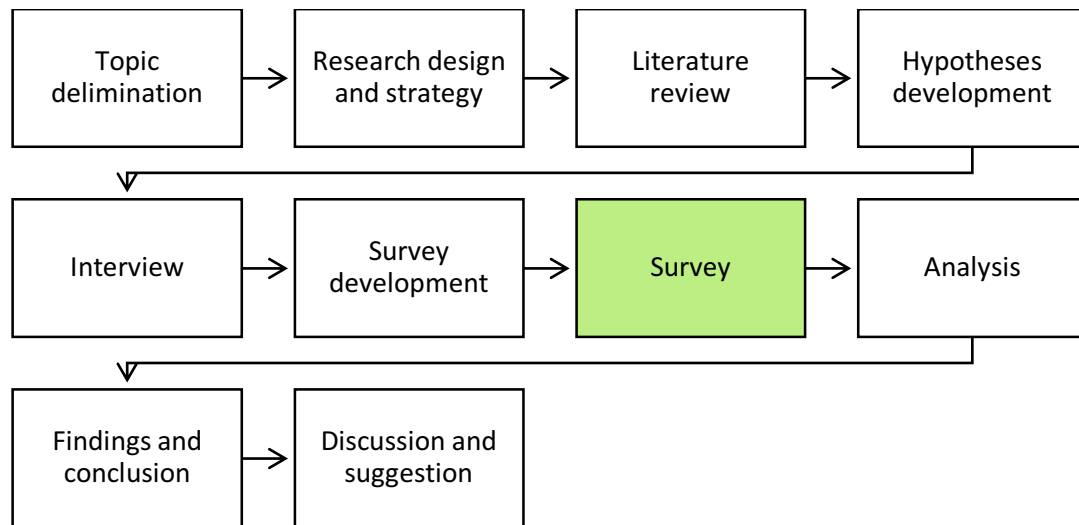 Topic
delimination
Research design
and strategy
Literature
review
Hypotheses
development
Interview
Survey
development
Survey
Analysis
Findings and
conclusion
Discussion and
suggestion